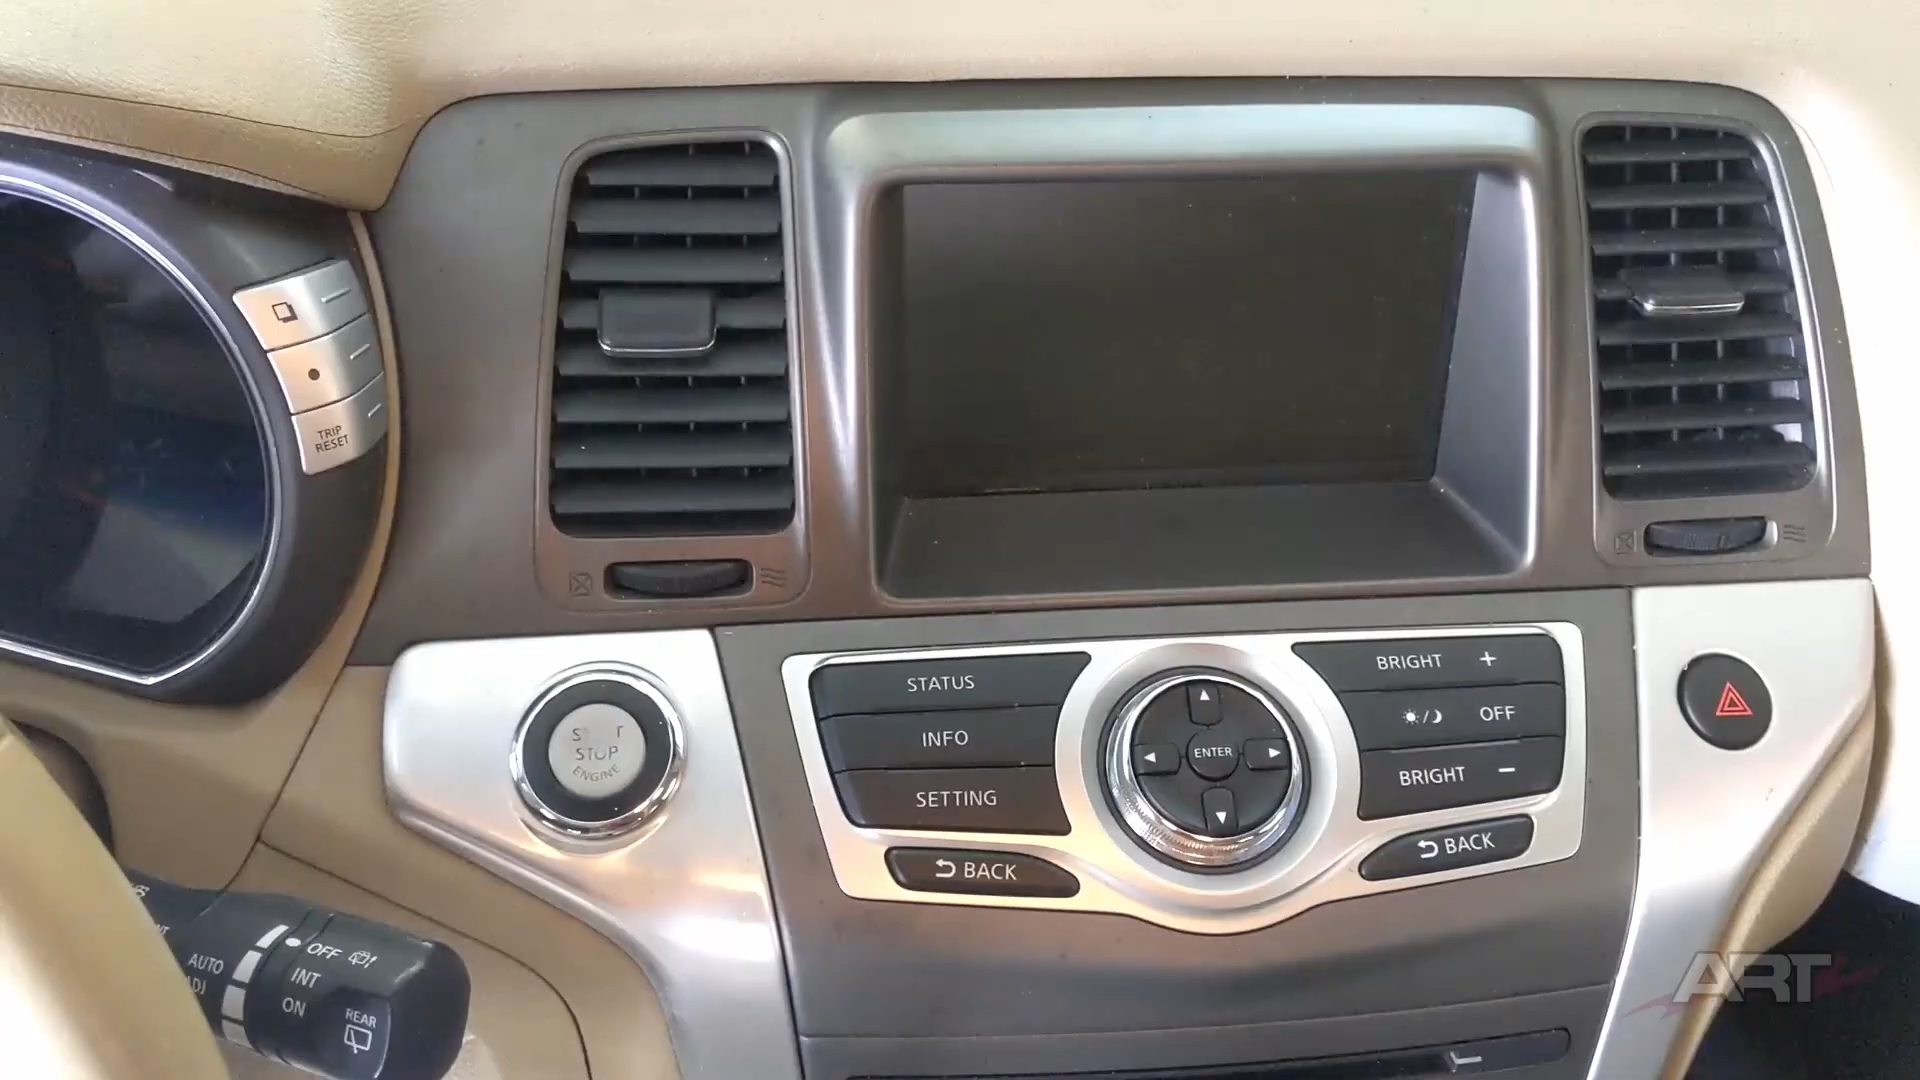 TRIP
RESET
S T
STOP
ENGINE
STATUS
INFO
SETTING
BACK
ENTER
BRIGHT +
OFF
BRIGHT −
BACK
AUTO
OFF
INT
ON
REAR
ART